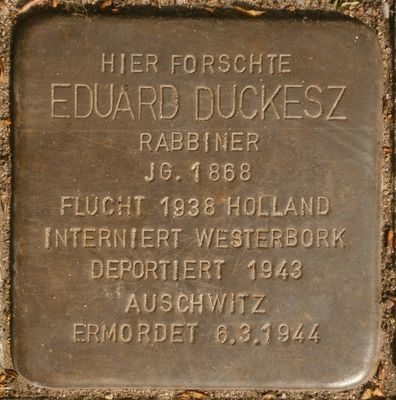 HIER FORSCHTE
EDUARD DUCKESZ
RABBINER
JG. 1868
FLUCHT 1938 HOLLAND
INTERNIERT WESTERBORK
DEPORTIERT 1943
AUSCHWITZ
ERMORDET 6.3.1944